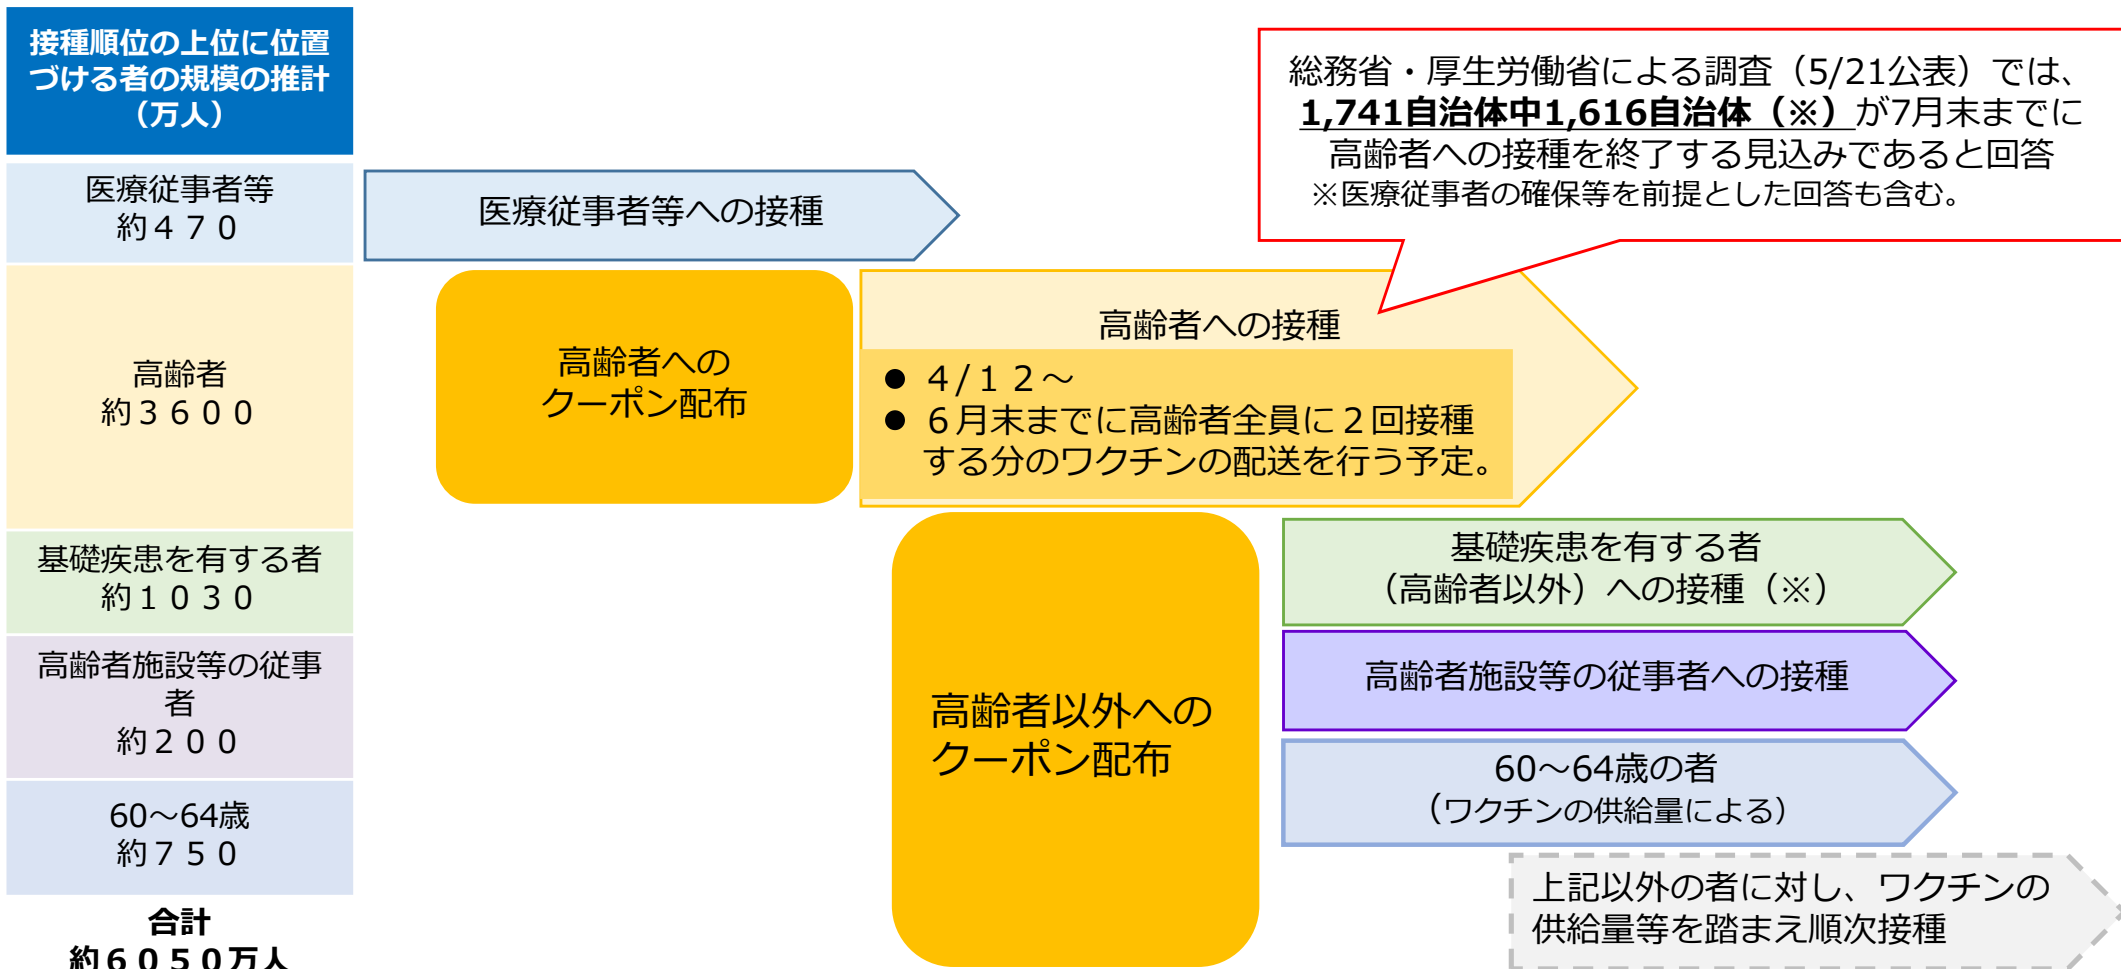 接種順位の上位に位置
づける者の規模の推計
（万人）
医療従事者等
約４７０
高齢者
約３６００
基礎疾患を有する者
約１０３０
高齢者施設等の従事
者
約２００
60～64歳
約７５０
合計
約６０５０万人
総務省・厚生労働省による調査（5/21公表）では、
1,741自治体中1,616自治体（※）が7月末までに
高齢者への接種を終了する見込みであると回答
※医療従事者の確保等を前提とした回答も含む。
医療従事者等への接種
高齢者への
クーポン配布
高齢者への接種
● ４/１２～
● ６月末までに高齢者全員に２回接種
する分のワクチンの配送を行う予定。
高齢者以外への
クーポン配布
基礎疾患を有する者
（高齢者以外）への接種（※）
高齢者施設等の従事者への接種
60～64歳の者
（ワクチンの供給量による）
上記以外の者に対し、ワクチンの
供給量等を踏まえ順次接種